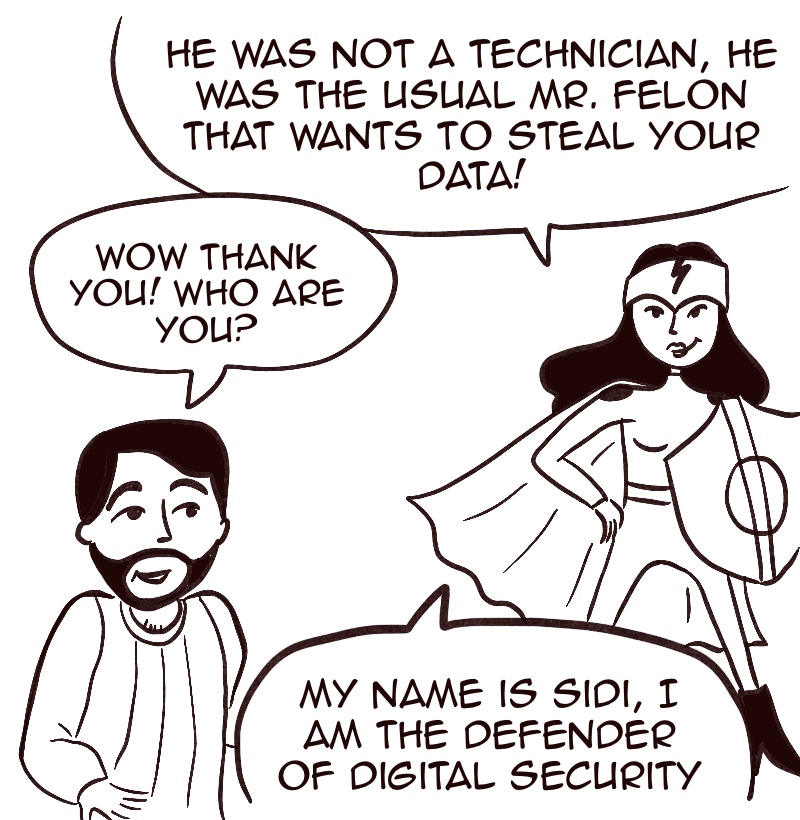 HE WAS NOT A TECHNICIAN, HE
WAS THE USUAL MR. FELON
THAT WANTS TO STEAL YOUR
DATA!
WOW THANK
YOU! WHO ARE
YOU?
MY NAME IS SIDI, I
AM THE DEFENDER
OF DIGITAL SECURITY